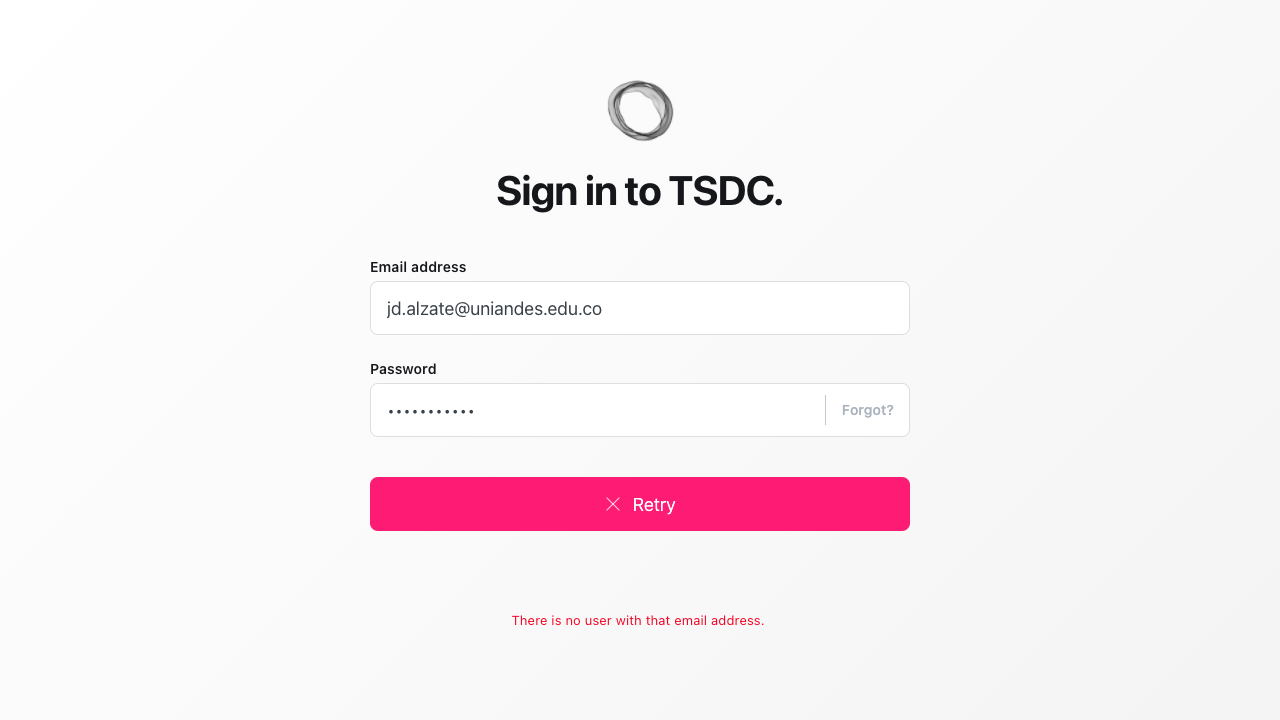 Sign in to TSDC.
Email address
jd.alzate@uniandes.edu.co
Password
•••••••••••
Forgot?
Retry
There is no user with that email address.